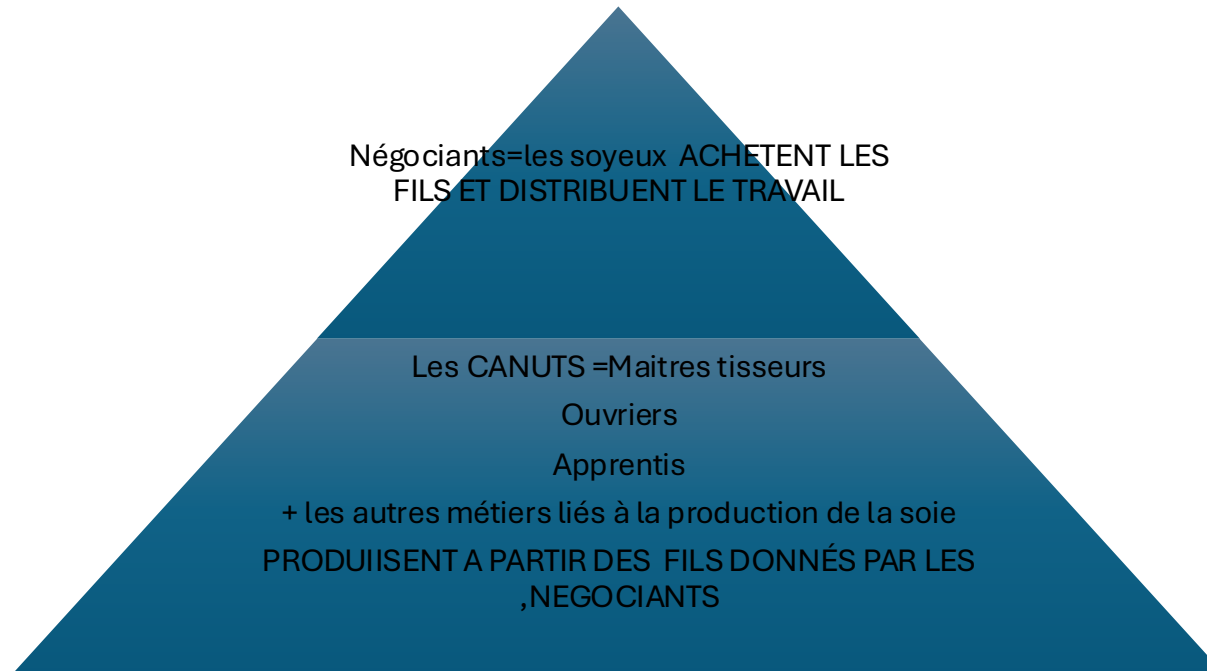 Négociants=les soyeux ACHETENT LES
FILS ET DISTRIBUENT LE TRAVAIL
Les CANUTS =Maitres tisseurs
Ouvriers
Apprentis
+ les autres métiers liés à la production de la soie
PRODUIISENT A PARTIR DES FILS DONNÉS PAR LES
,NEGOCIANTS